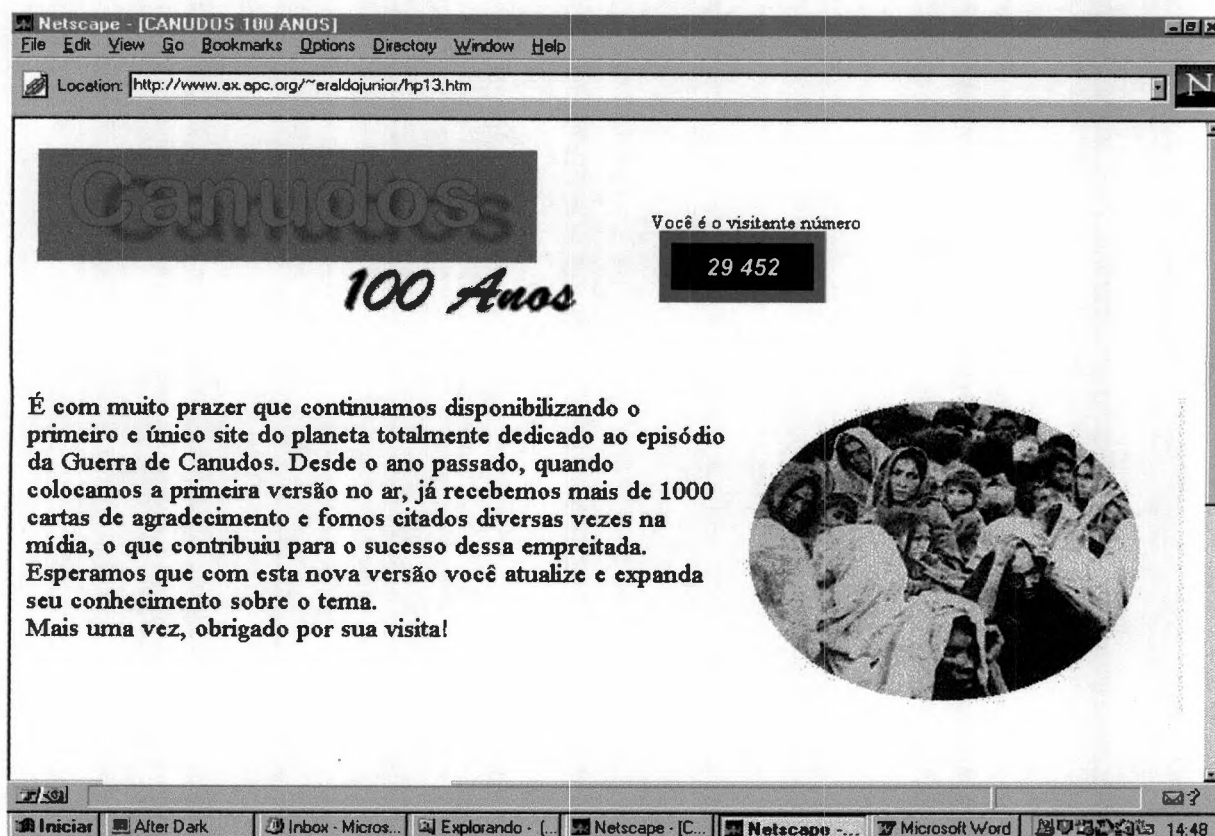 Netscape - [CANUDOS 100 ANOS]
File Edit View Go Bookmarks Options Directory Window Help
Location: http://www.ax.apc.org/~eraldojunior/hp13.htm
N
Canudos
100 Anos
Você é o visitante número
29 452
É com muito prazer que continuamos disponibilizando o
primeiro e único site do planeta totalmente dedicado ao episódio
da Guerra de Canudos. Desde o ano passado, quando
colocamos a primeira versão no ar, já recebemos mais de 1000
cartas de agradecimento e fomos citados diversas vezes na
mídia, o que contribuiu para o sucesso dessa empreitada.
Esperamos que com esta nova versão você atualize e expanda
seu conhecimento sobre o tema.
Mais uma vez, obrigado por sua visita!
Iniciar After Dark Inbox - Micros... Explorando - (... Netscape - [C... Netscape -... Microsoft Word 14:48